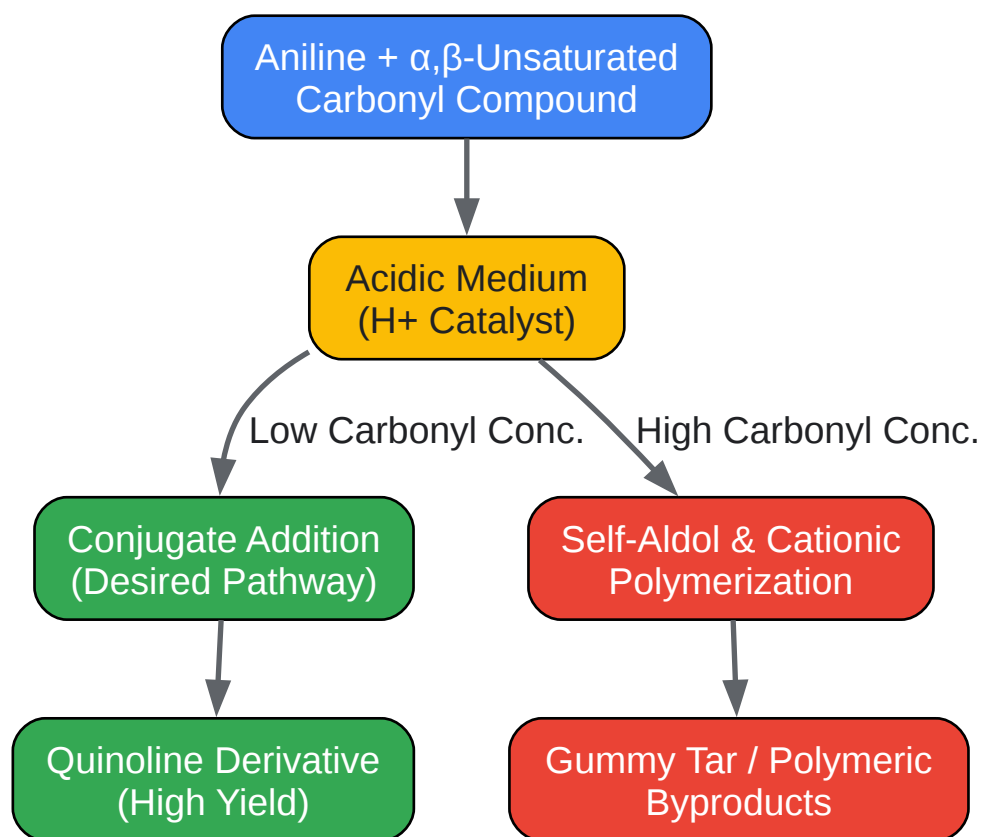 Aniline + α,β-Unsaturated
Carbonyl Compound
Acidic Medium
(H+ Catalyst)
Low Carbonyl Conc.
High Carbonyl Conc.
Conjugate Addition
(Desired Pathway)
Self-Aldol & Cationic
Polymerization
Quinoline Derivative
(High Yield)
Gummy Tar / Polymeric
Byproducts